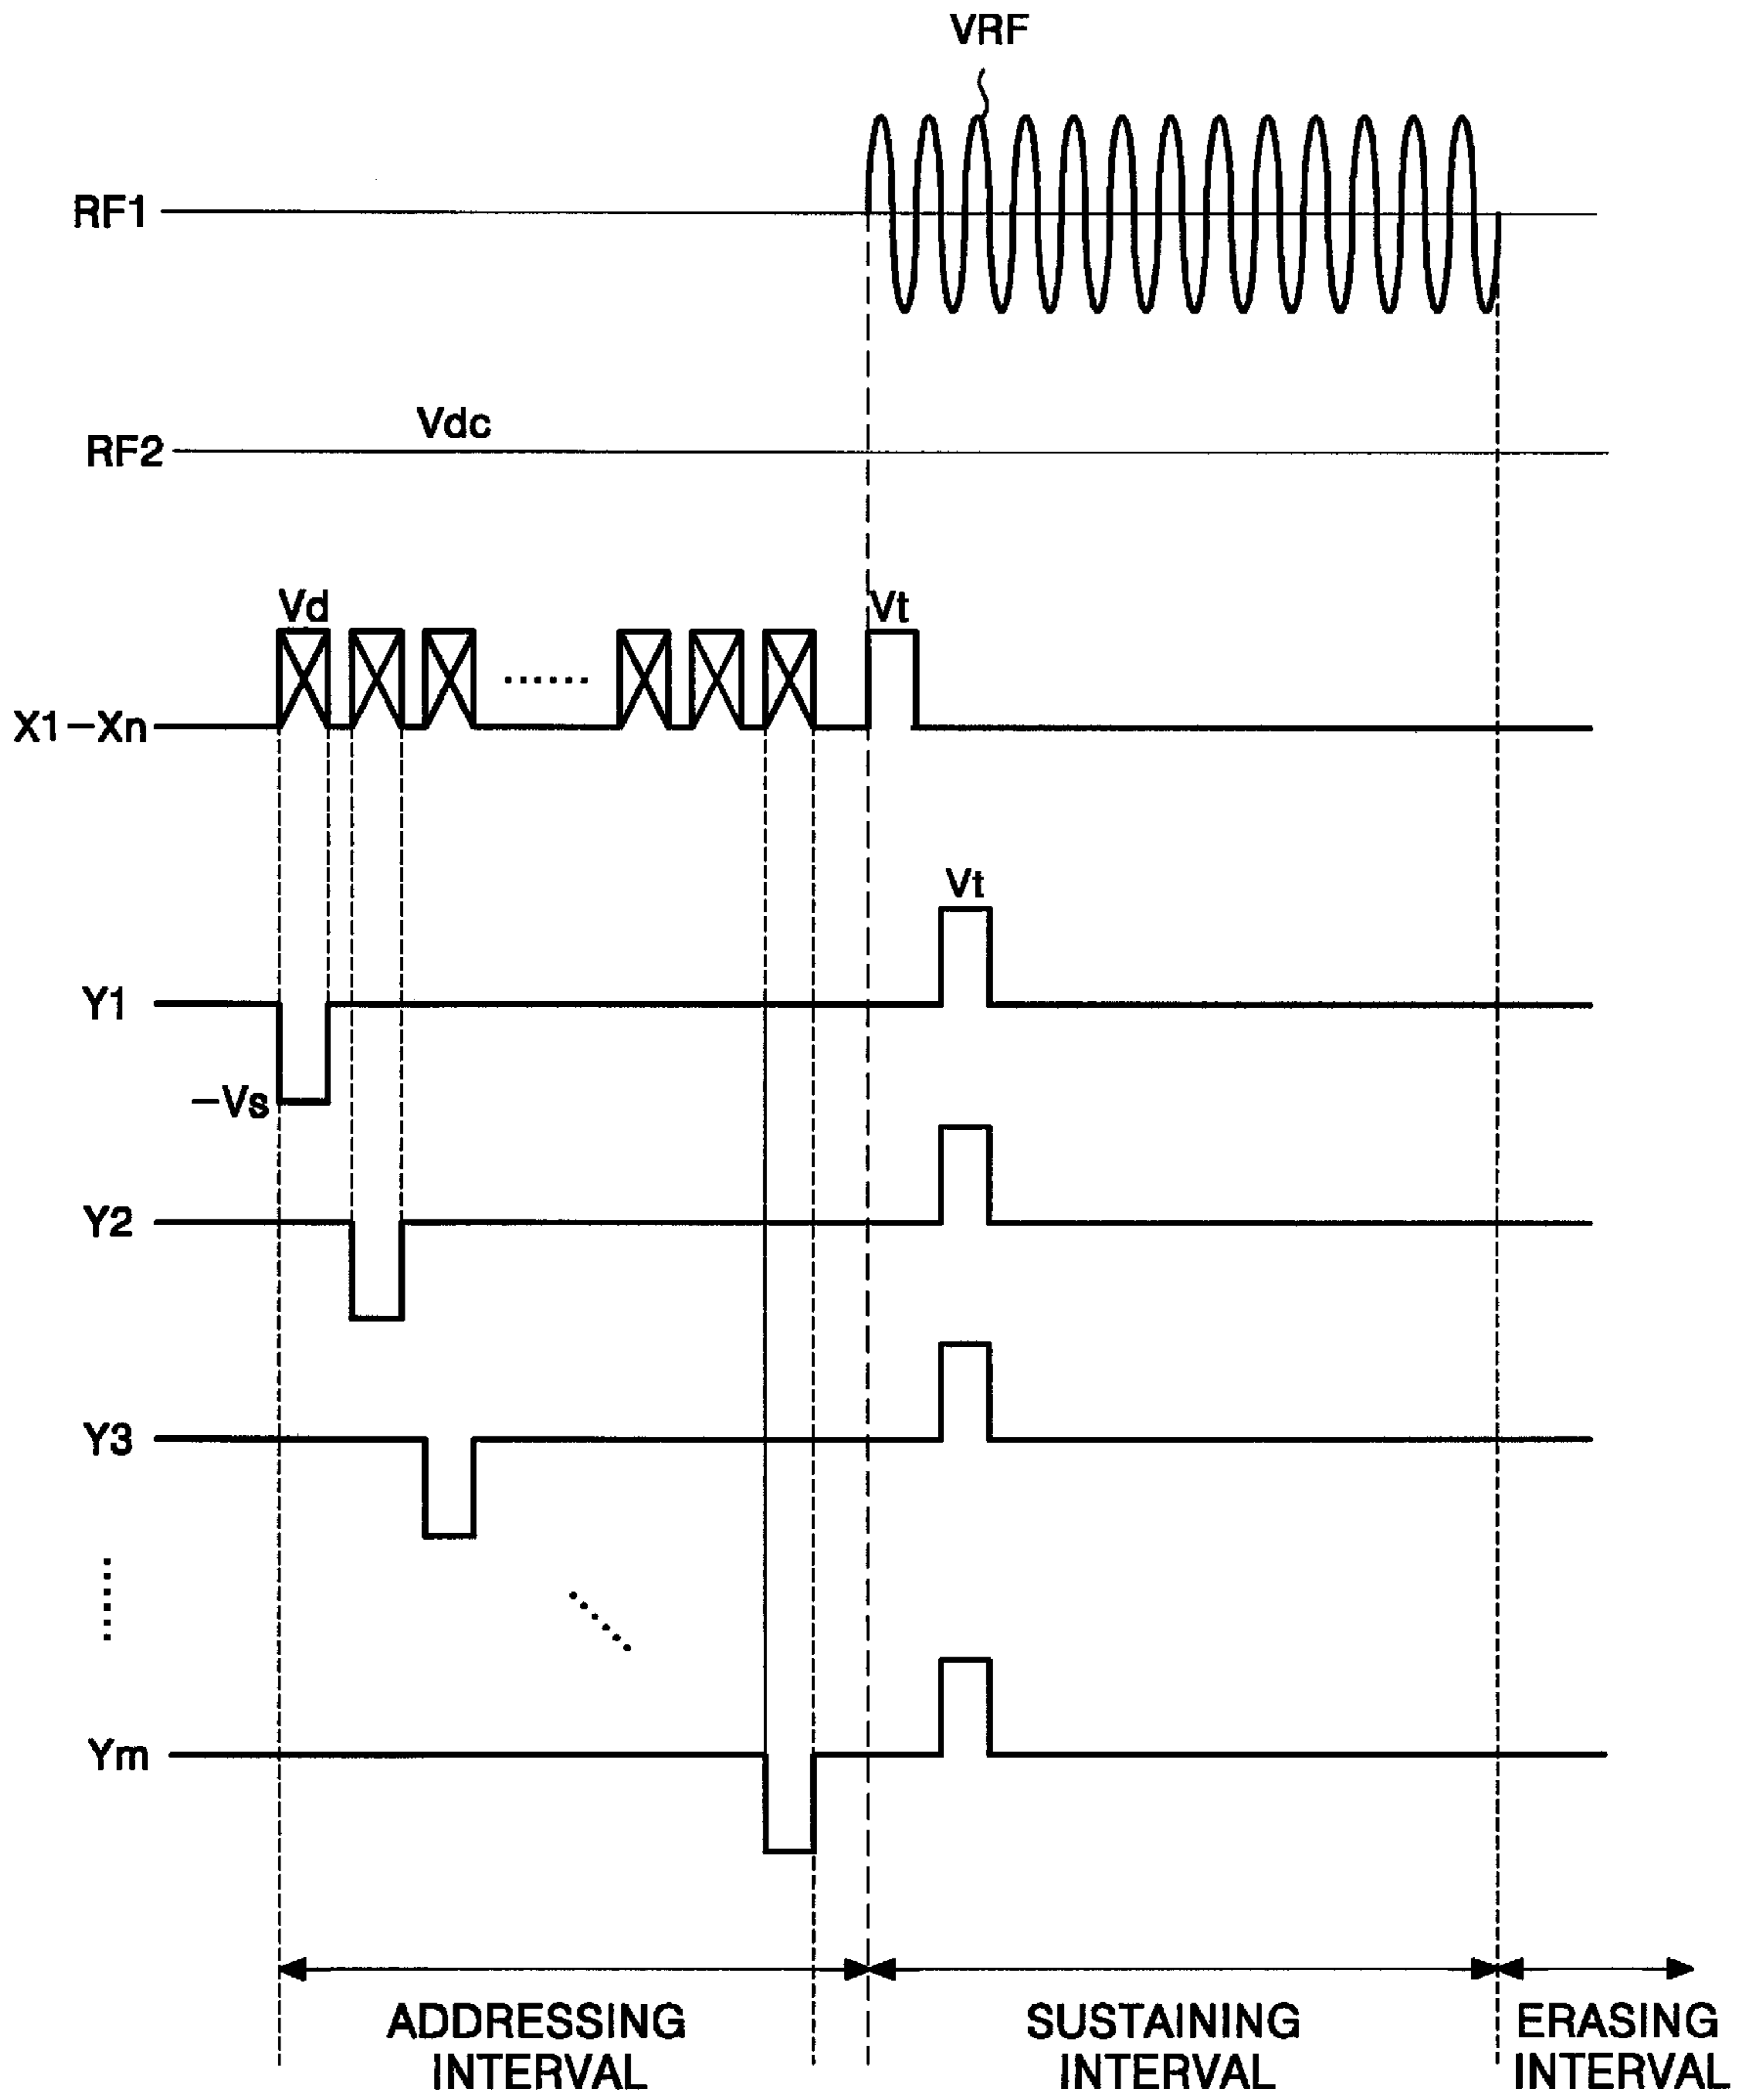 VRF
RF1
Vdc
RF2
Vd
Vt
X1-Xn
Vt
Y1
-Vs
Y2
Y3
Ym
ADDRESSING
INTERVAL
SUSTAINING
INTERVAL
ERASING
INTERVAL